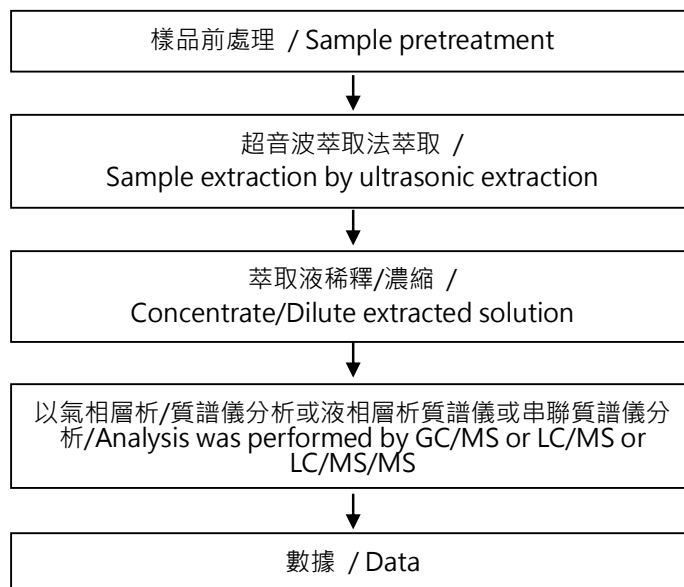 樣品前處理 / Sample pretreatment
超音波萃取法萃取 /
Sample extraction by ultrasonic extraction
萃取液稀釋/濃縮 /
Concentrate/Dilute extracted solution
以氣相層析/質譜儀分析或液相層析質譜儀或串聯質譜儀分
析/Analysis was performed by GC/MS or LC/MS or
LC/MS/MS
數據 / Data